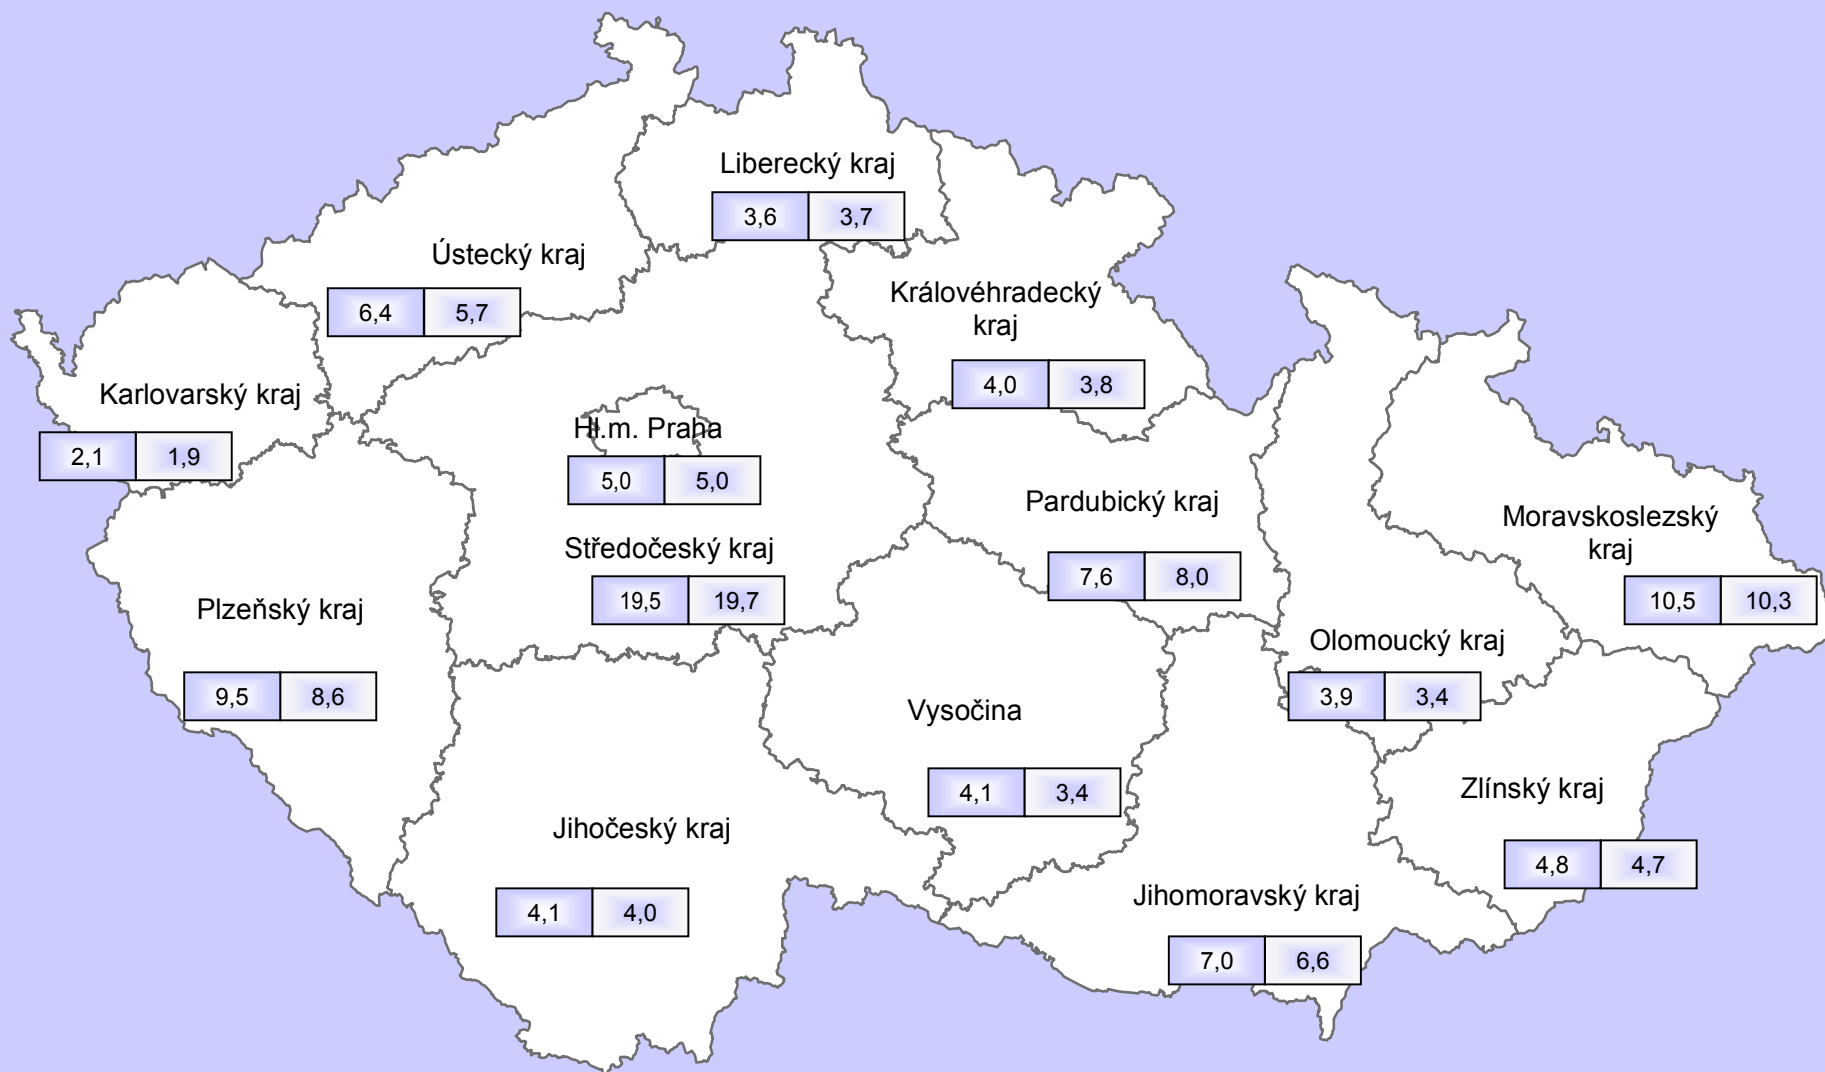 Liberecký kraj
3,6 3,7
Ústecký kraj
6,4 5,7
Královéhradecký
kraj
4,0 3,8
Karlovarský kraj
2,1 1,9
Hl.m. Praha
5,0 5,0
Pardubický kraj
7,6 8,0
Moravskoslezský
kraj
10,5 10,3
Středočeský kraj
19,5 19,7
Plzeňský kraj
9,5 8,6
Olomoucký kraj
3,9 3,4
Vysočina
4,1 3,4
Zlínský kraj
4,8 4,7
Jihočeský kraj
4,1 4,0
Jihomoravský kraj
7,0 6,6